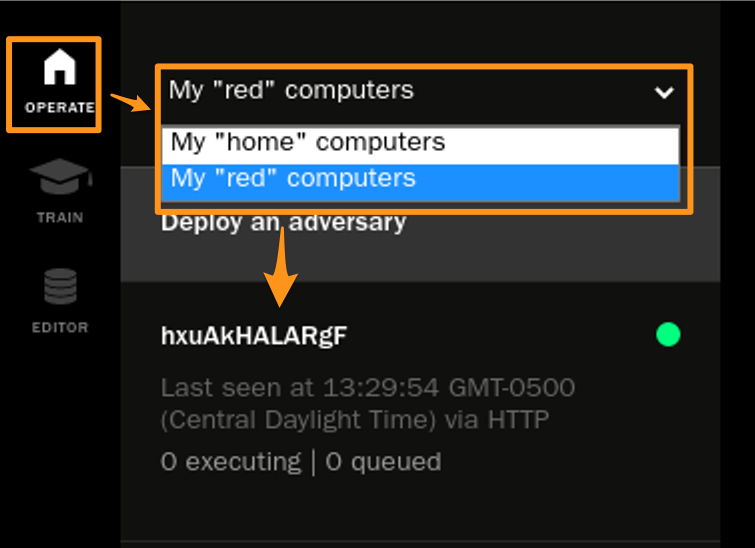 OPERATE
TRAIN
EDITOR
My "red" computers
My "home" computers
My "red" computers
Deploy an adversary
hxuAkHALARgF
Last seen at 13:29:54 GMT-0500
(Central Daylight Time) via HTTP
0 executing | 0 queued